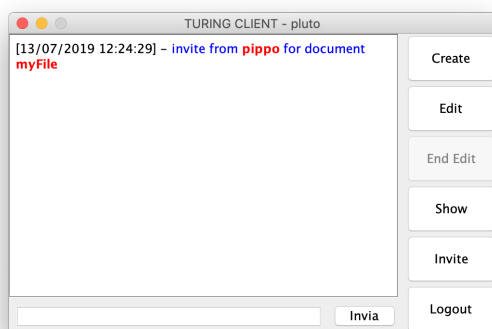 TURING CLIENT - pluto
[13/07/2019 12:24:29] - invite from pippo for document
myFile
Create
Edit
End Edit
Show
Invite
Logout
Invia